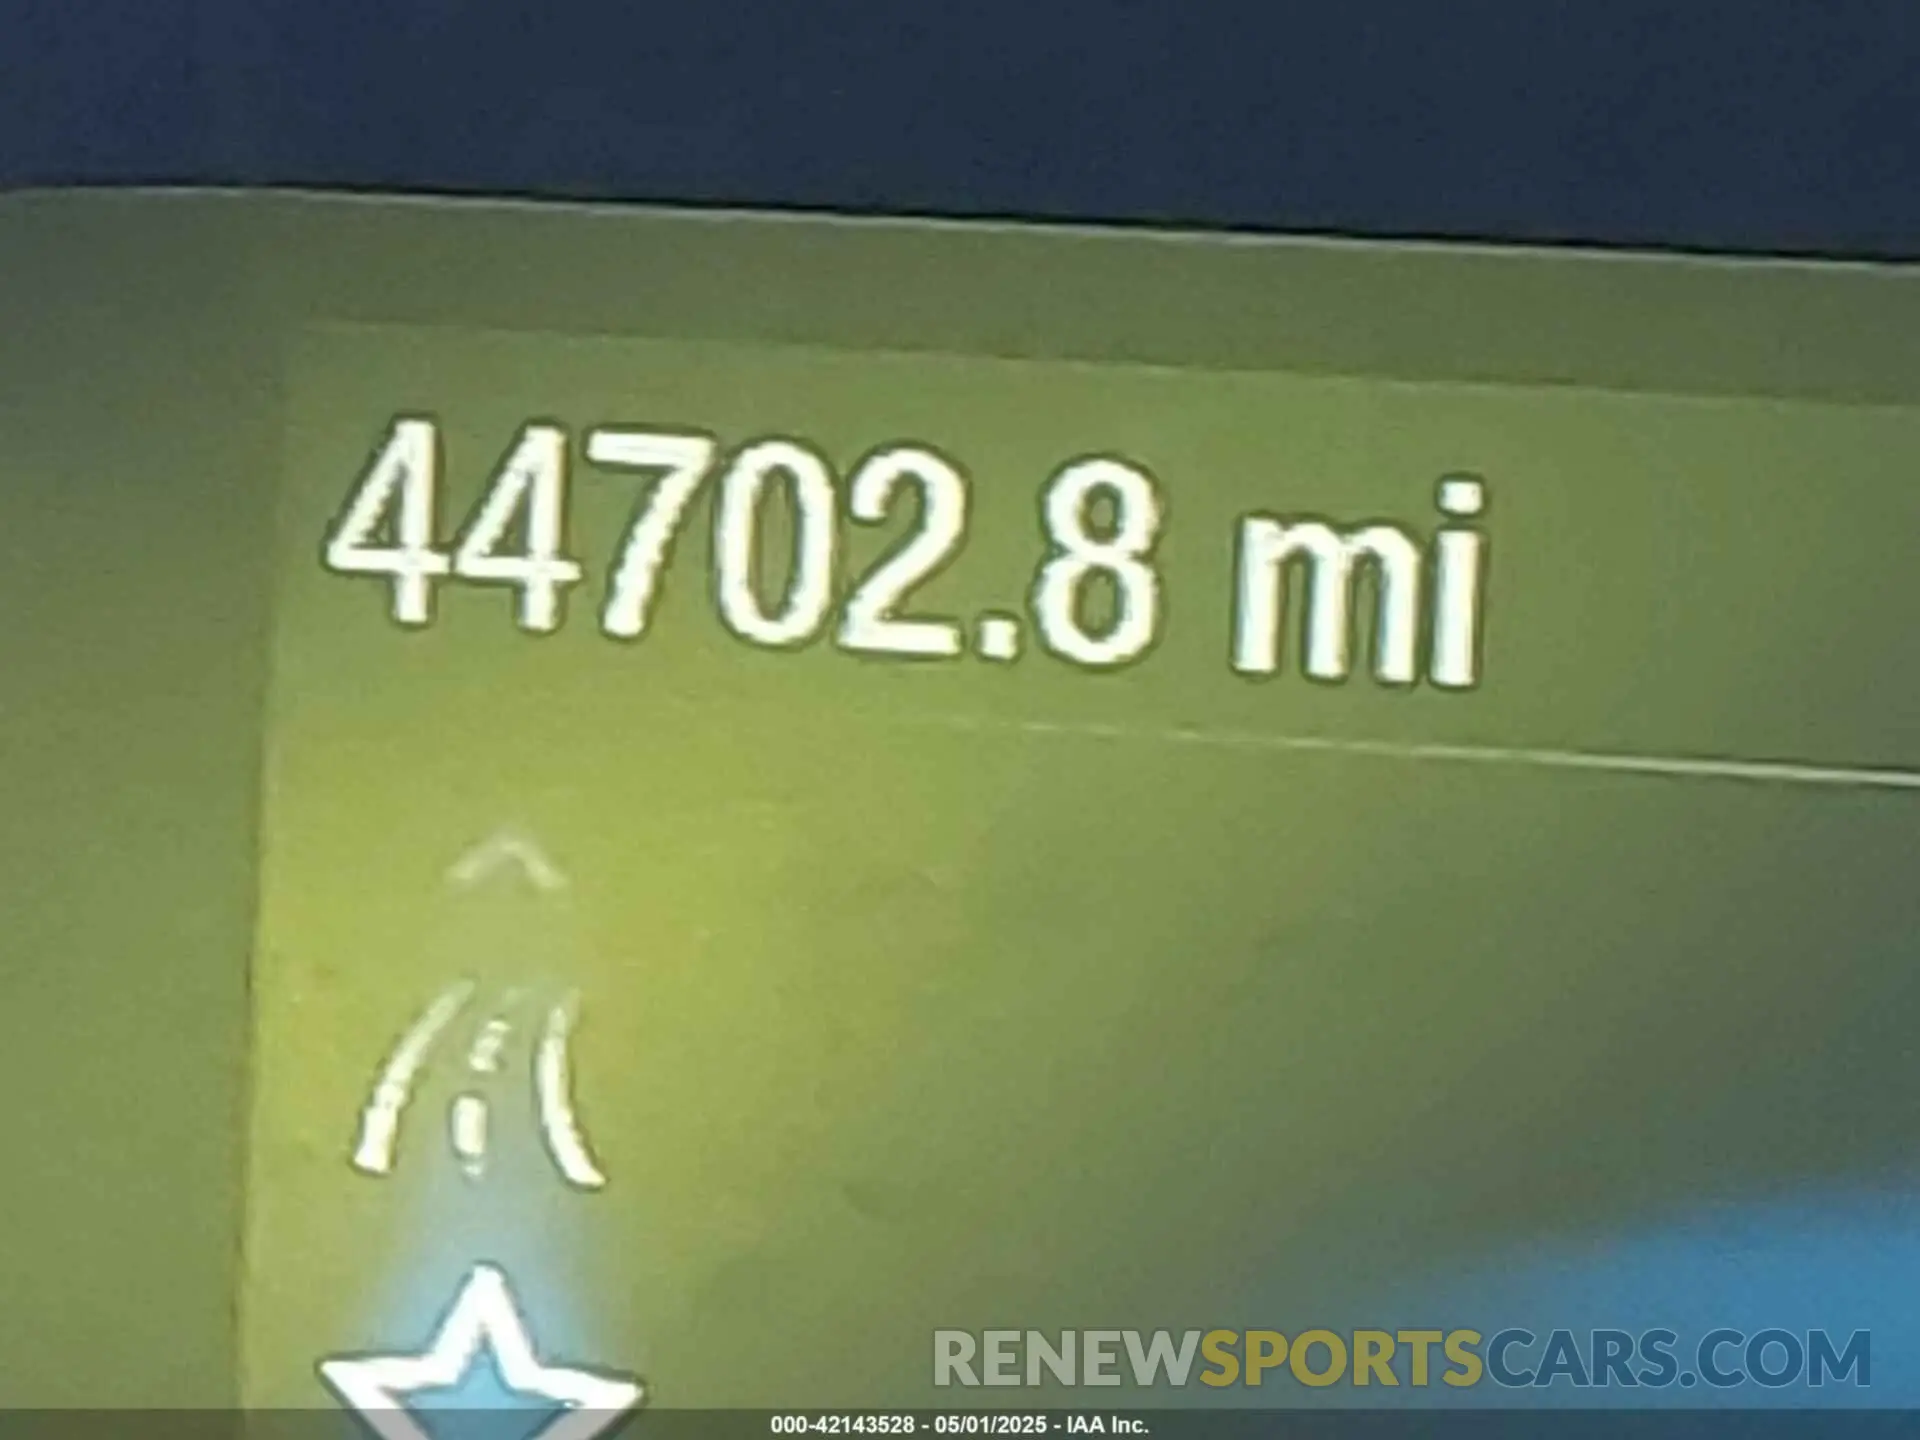 44702.8 mi
RENEWSPORTSCARS.COM
000-42143528 - 05/01/2025 - IAA Inc.